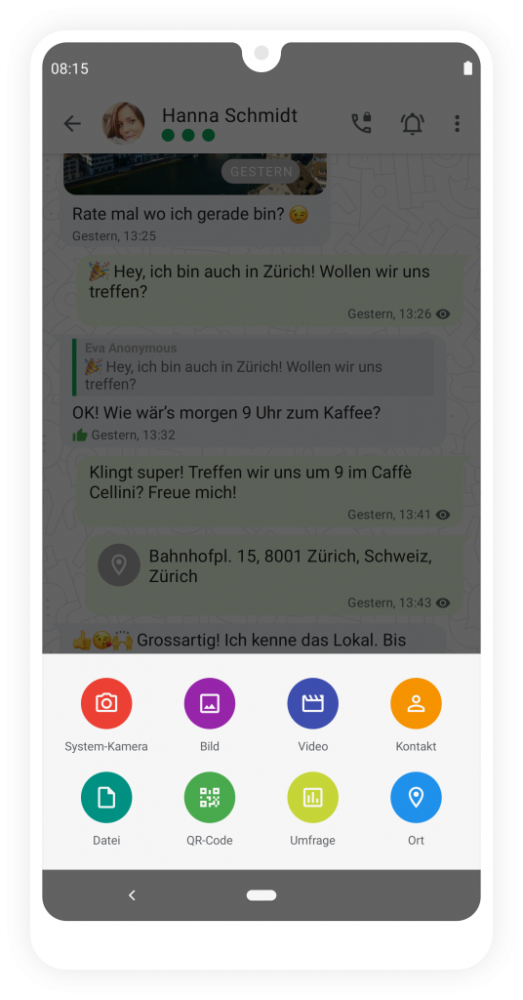 08:15
Hanna Schmidt
GESTERN
Rate mal wo ich gerade bin? 😉
Gestern, 13:25
🎉 Hey, ich bin auch in Zürich! Wollen wir uns
treffen?
Gestern, 13:26
Eva Anonymous
🎉 Hey, ich bin auch in Zürich! Wollen wir uns
treffen?
OK! Wie wär’s morgen 9 Uhr zum Kaffee?
Gestern, 13:32
Klingt super! Treffen wir uns um 9 im Caffè
Cellini? Freue mich!
Gestern, 13:41
Bahnhofpl. 15, 8001 Zürich, Schweiz,
Zürich
Gestern, 13:43
👍😘🙌 Grossartig! Ich kenne das Lokal. Bis
System-Kamera
Bild
Video
Kontakt
Datei
QR-Code
Umfrage
Ort